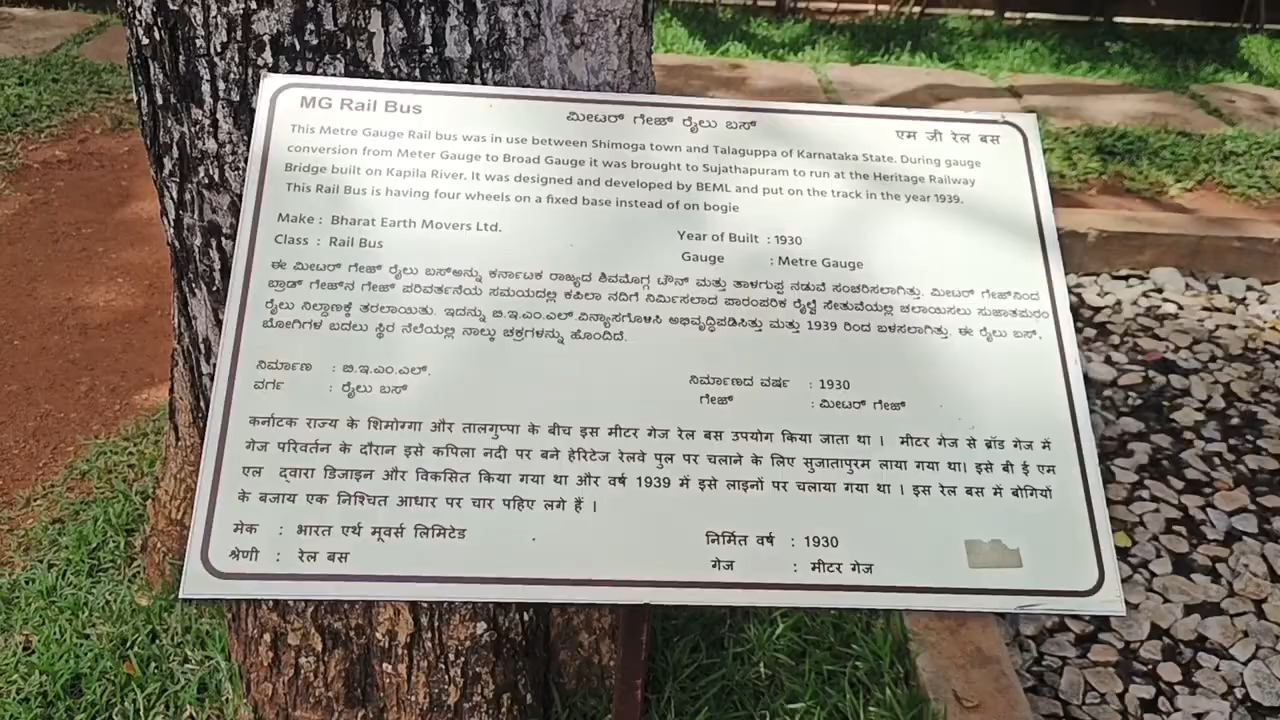 MG Rail Bus
ಮೀಟರ್ ಗೇಜ್ ರೈಲು ಬಸ್
एम जी रेल बस
This Metre Gauge Rail bus was in use between Shimoga town and Talaguppa of Karnataka State. During gauge
conversion from Meter Gauge to Broad Gauge it was brought to Sujathapuram to run at the Heritage Railway
Bridge built on Kapila River. It was designed and developed by BEML and put on the track in the year 1939.
This Rail Bus is having four wheels on a fixed base instead of on bogie
Make : Bharat Earth Movers Ltd.
Year of Built : 1930
Class : Rail Bus
Gauge : Metre Gauge
ಈ ಮೀಟರ್ ಗೇಜ್ ರೈಲು ಬಸ್‌ಅನ್ನು ಕರ್ನಾಟಕ ರಾಜ್ಯದ ಶಿವಮೊಗ್ಗ ಟೌನ್ ಮತ್ತು ತಾಳಗುಪ್ಪ ನಡುವೆ ಸಂಚರಿಸಲಾಗಿತ್ತು. ಮೀಟರ್ ಗೇಜ್‌ನಿಂದ
ಬ್ರಾಡ್ ಗೇಜ್‌ನ ಗೇಜ್ ಪರಿವರ್ತನೆಯ ಸಮಯದಲ್ಲಿ ಕಪಿಲಾ ನದಿಗೆ ನಿರ್ಮಿಸಲಾದ ಪಾರಂಪರಿಕ ರೈಲ್ವೆ ಸೇತುವೆಯಲ್ಲಿ ಚಲಾಯಿಸಲು ಸುಜಾತಪುರಂ
ರೈಲು ನಿಲ್ದಾಣಕ್ಕೆ ತರಲಾಯಿತು. ಇದನ್ನು ಬಿ.ಇ.ಎಂ.ಎಲ್ ವಿನ್ಯಾಸಗೊಳಿಸಿ ಅಭಿವೃದ್ಧಿಪಡಿಸಿತ್ತು ಮತ್ತು 1939 ರಿಂದ ಬಳಸಲಾಗಿತ್ತು. ಈ ರೈಲು ಬಸ್,
ಬೋಗಿಗಳ ಬದಲು ಸ್ಥಿರ ನೆಲೆಯಲ್ಲಿ ನಾಲ್ಕು ಚಕ್ರಗಳನ್ನು ಹೊಂದಿದೆ.
ನಿರ್ಮಾಣ : ಬಿ.ಇ.ಎಂ.ಎಲ್.
ನಿರ್ಮಾಣದ ವರ್ಷ : 1930
ವರ್ಗ : ರೈಲು ಬಸ್
ಗೇಜ್ : ಮೀಟರ್ ಗೇಜ್
कर्नाटक राज्य के शिमोग्गा और तालगुप्पा के बीच इस मीटर गेज रेल बस उपयोग किया जाता था । मीटर गेज से ब्रॉड गेज में
गेज परिवर्तन के दौरान इसे कपिला नदी पर बने हेरिटेज रेलवे पुल पर चलाने के लिए सुजातापुरम लाया गया था। इसे बी ई एम
एल द्वारा डिजाइन और विकसित किया गया था और वर्ष 1939 में इसे लाइनों पर चलाया गया था । इस रेल बस में बोगियों
के बजाय एक निश्चित आधार पर चार पहिए लगे हैं ।
मेक : भारत एर्थ मूवर्स लिमिटेड
निर्मित वर्ष : 1930
श्रेणी : रेल बस
गेज : मीटर गेज